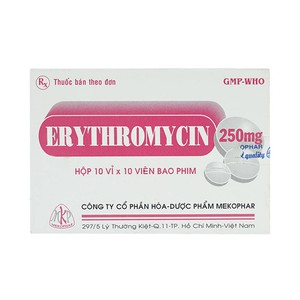 Rx Thuốc bán theo đơn
GMP-WHO
ERYTHROMYCIN 250mg
HỘP 10 VỈ x 10 VIÊN BAO PHIM
CÔNG TY CỔ PHẦN HÓA-DƯỢC PHẨM MEKOPHAR
297/5 Lý Thường Kiệt-Q.11-TP. Hồ Chí Minh-Việt Nam